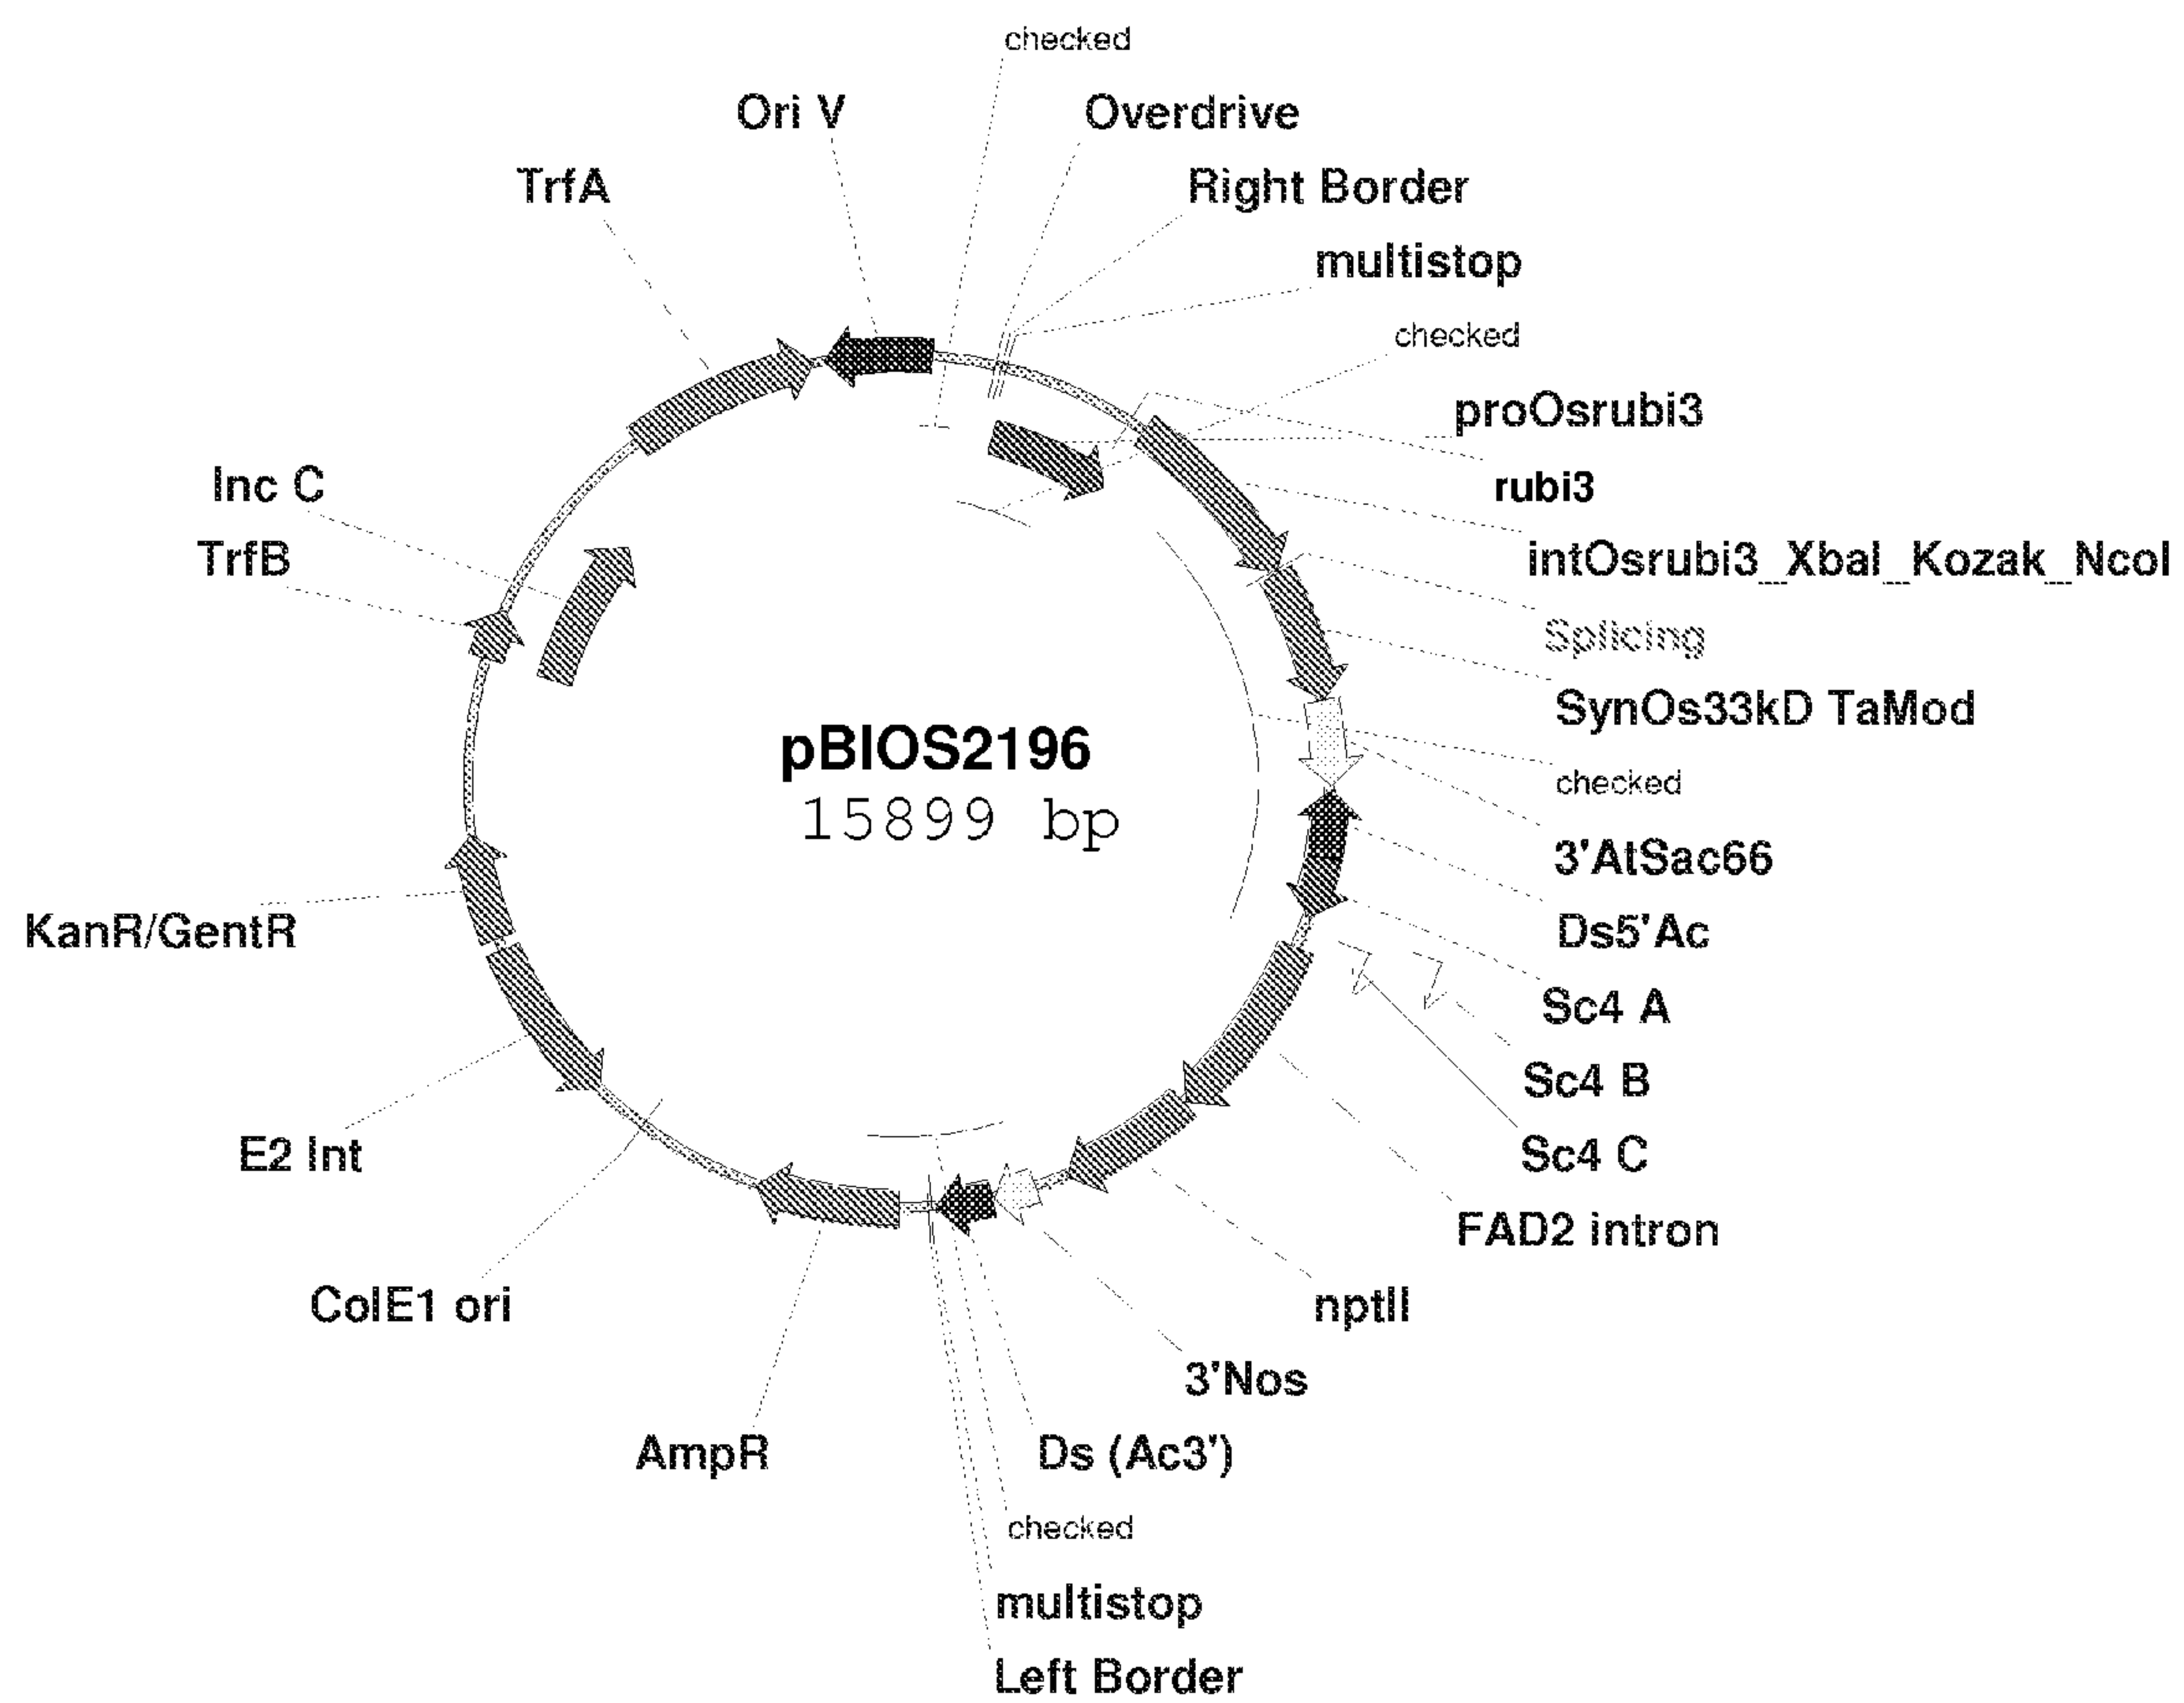 checked
Ori V
Overdrive
TrfA
Right Border
multistop
checked
proOsrubi3
Inc C
rubi3
TrfB
intOsrubi3_XbaI_Kozak_NcoI
Splicing
SynOs33kD TaMod
pBIOS2196
checked
15899 bp
3'AtSac66
KanR/GentR
Ds5'Ac
Sc4 A
Sc4 B
E2 Int
Sc4 C
FAD2 intron
ColE1 ori
nptII
3'Nos
AmpR
Ds (Ac3')
checked
multistop
Left Border